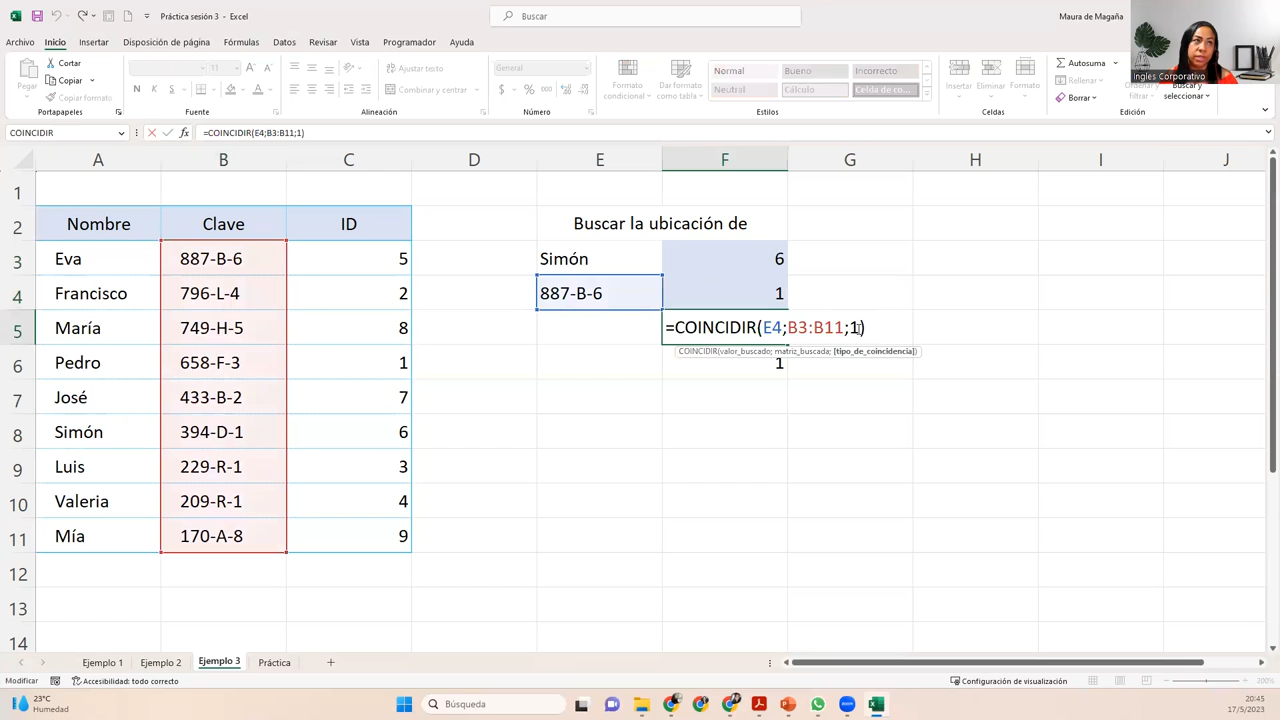 Práctica sesión 3 - Excel
Buscar
Maura de Magaña
Archivo Inicio Insertar Disposición de página Fórmulas Datos Revisar Vista Programador Ayuda
Pegar
Cortar
Copiar
Copiar formato
Portapapeles
11
N K S
Fuente
Ajustar texto
Combinar y centrar
Alineación
General
$ % 000
Número
Formato condicional
Dar formato como tabla
Normal Bueno Incorrecto
Neutral Cálculo Celda de co...
Estilos
Insertar Eliminar Formato
Celdas
Autosuma
Rellenar
Borrar
Buscar y seleccionar
Edición
Ingles Corporativo
COINCIDIR fx =COINCIDIR(E4;B3:B11;1)
A B C D E F G H I J
1
2 Nombre Clave ID Buscar la ubicación de
3 Eva 887-B-6 5 Simón 6
4 Francisco 796-L-4 2 887-B-6 1
5 María 749-H-5 8 =COINCIDIR(E4;B3:B11;1)
COINCIDIR(valor_buscado; matriz_buscada; [tipo_de_coincidencia])
6 Pedro 658-F-3 1 1
7 José 433-B-2 7
8 Simón 394-D-1 6
9 Luis 229-R-1 3
10 Valeria 209-R-1 4
11 Mía 170-A-8 9
12
13
14
Ejemplo 1 Ejemplo 2 Ejemplo 3 Práctica
Modificar Accesibilidad: todo correcto Configuración de visualización 200%
23°C
Humedad
Búsqueda
20:45
17/5/2023